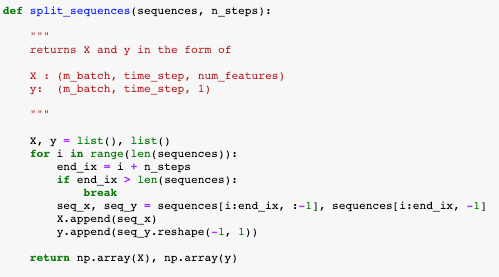 def split_sequences(sequences, n_steps):
"""
returns X and y in the form of
X : (m_batch, time_step, num_features)
y:  (m_batch, time_step, 1)
"""
X, y = list(), list()
for i in range(len(sequences)):
end_ix = i + n_steps
if end_ix > len(sequences):
break
seq_x, seq_y = sequences[i:end_ix, :-1], sequences[i:end_ix, -1]
X.append(seq_x)
y.append(seq_y.reshape(-1, 1))
return np.array(X), np.array(y)